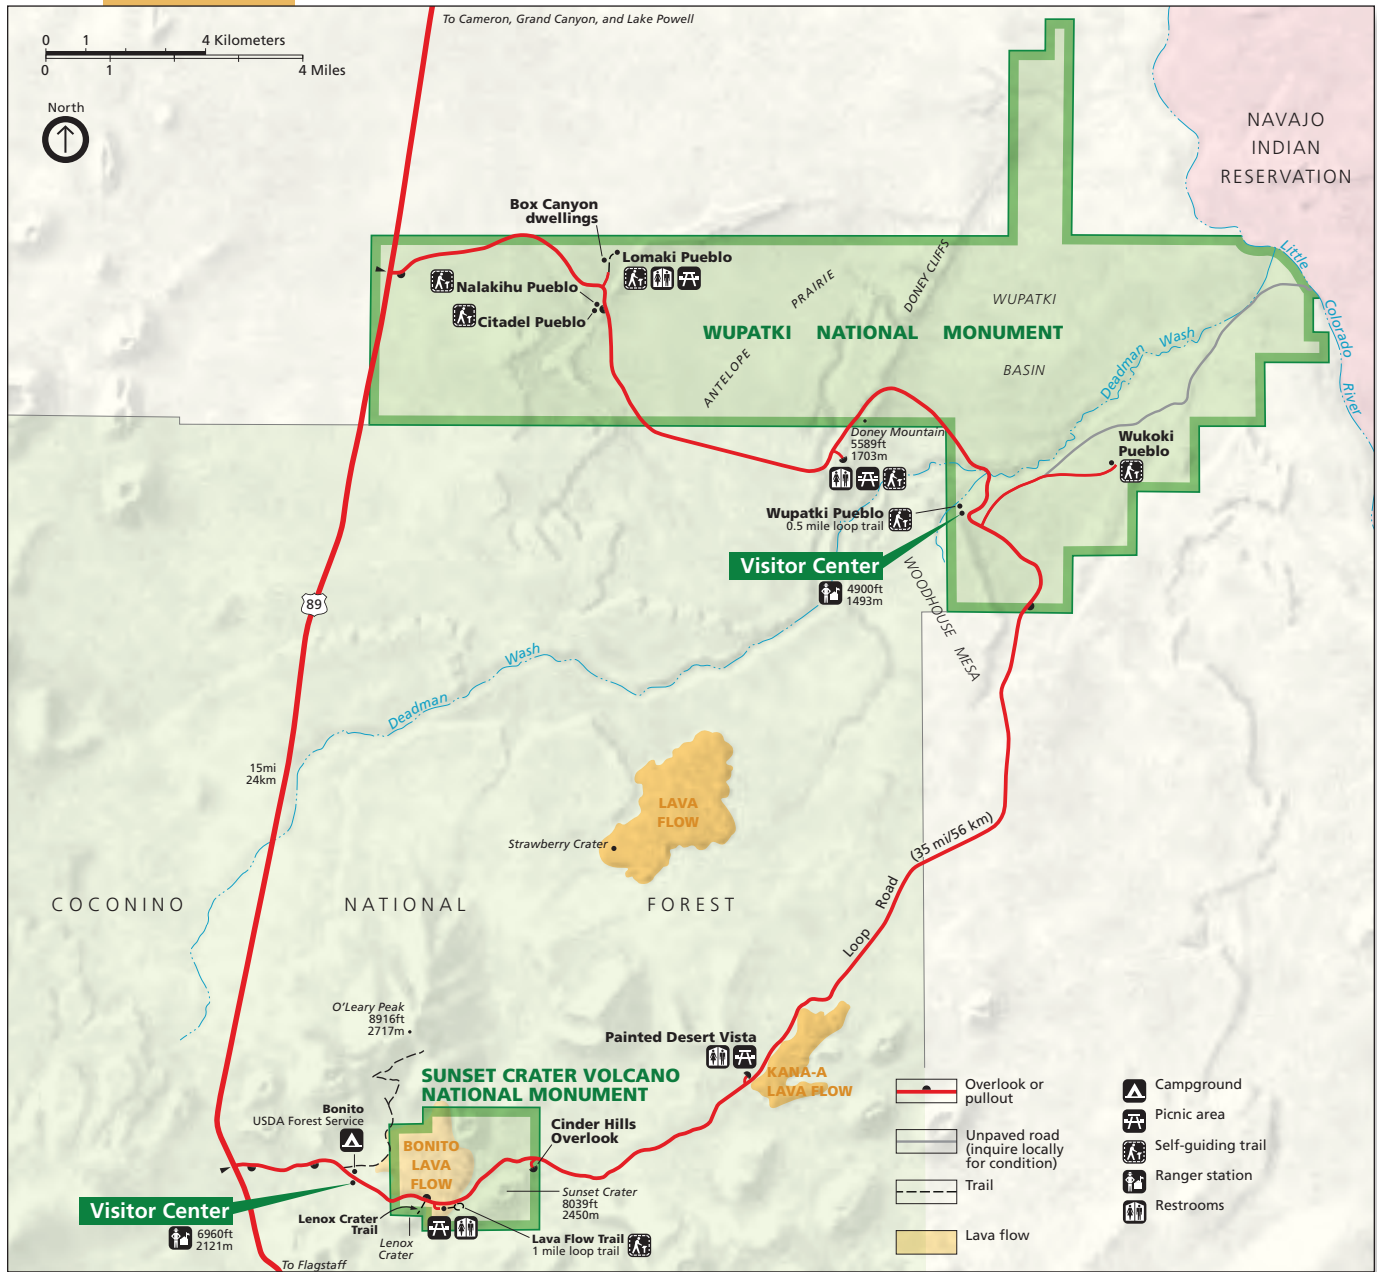 To Cameron, Grand Canyon, and Lake Powell
0 1 4 Kilometers
0 1 4 Miles
North
NAVAJO
INDIAN
RESERVATION
Box Canyon
dwellings
Lomaki Pueblo
Nalakihu Pueblo
Citadel Pueblo
ANTELOPE
PRAIRIE
DONEY CLIFFS
WUPATKI
BASIN
WUPATKI NATIONAL MONUMENT
Deadman Wash
Little
Colorado
River
Doney Mountain
5589ft
1703m
Wukoki
Pueblo
Wupatki Pueblo
0.5 mile loop trail
Visitor Center
4900ft
1493m
WOODHOUSE MESA
89
Deadman Wash
15mi
24km
LAVA
FLOW
Strawberry Crater
(35 mi/56 km)
Loop Road
COCONINO NATIONAL FOREST
O'Leary Peak
8916ft
2717m
Painted Desert Vista
KANA-A
LAVA FLOW
SUNSET CRATER VOLCANO
NATIONAL MONUMENT
Bonito
USDA Forest Service
Cinder Hills
Overlook
BONITO
LAVA
FLOW
Sunset Crater
8039ft
2450m
Visitor Center
6960ft
2121m
Lenox Crater
Trail
Lenox
Crater
Lava Flow Trail
1 mile loop trail
To Flagstaff
Overlook or
pullout
Unpaved road
(inquire locally
for condition)
Trail
Lava flow
Campground
Picnic area
Self-guiding trail
Ranger station
Restrooms